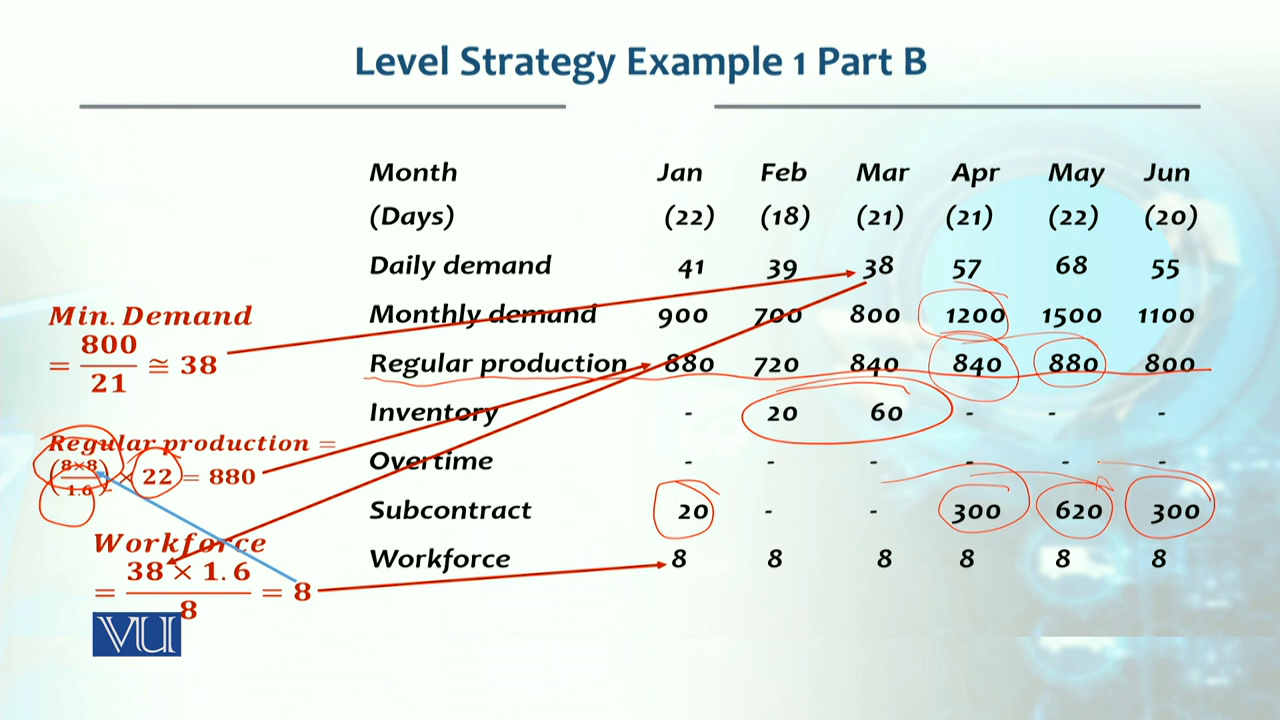 Level Strategy Example 1 Part B
Month Jan Feb Mar Apr May Jun
(Days) (22) (18) (21) (21) (22) (20)
Daily demand 41 39 38 57 68 55
Monthly demand 900 700 800 1200 1500 1100
Regular production 880 720 840 840 880 800
Inventory - 20 60 - - -
Overtime - - - - - -
Subcontract 20 - - 300 620 300
Workforce 8 8 8 8 8 8
Min. Demand
= 800/21 ≅ 38
Regular production =
(8×8/1.6) × 22 = 880
Workforce
= 38 × 1.6/8 = 8
VU